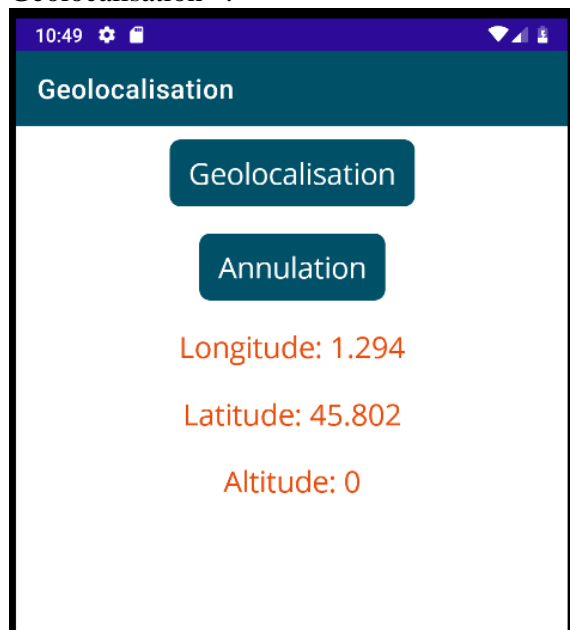 10:49
Geolocalisation
Geolocalisation
Annulation
Longitude: 1.294
Latitude: 45.802
Altitude: 0